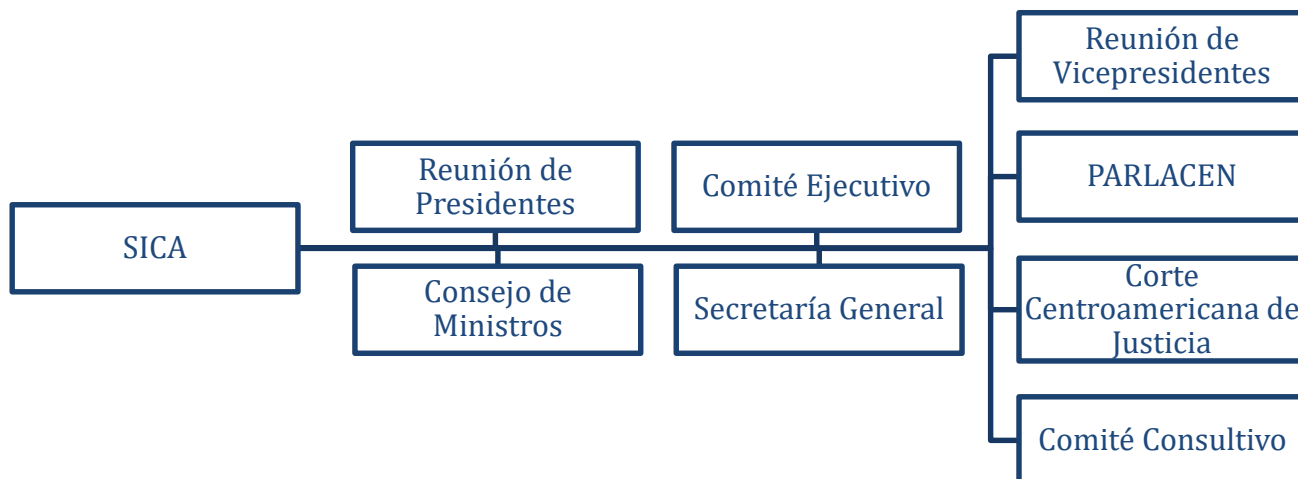 SICA
Reunión de
Presidentes
Consejo de
Ministros
Comité Ejecutivo
Secretaría General
Reunión de
Vicepresidentes
PARLACEN
Corte
Centroamericana de
Justicia
Comité Consultivo